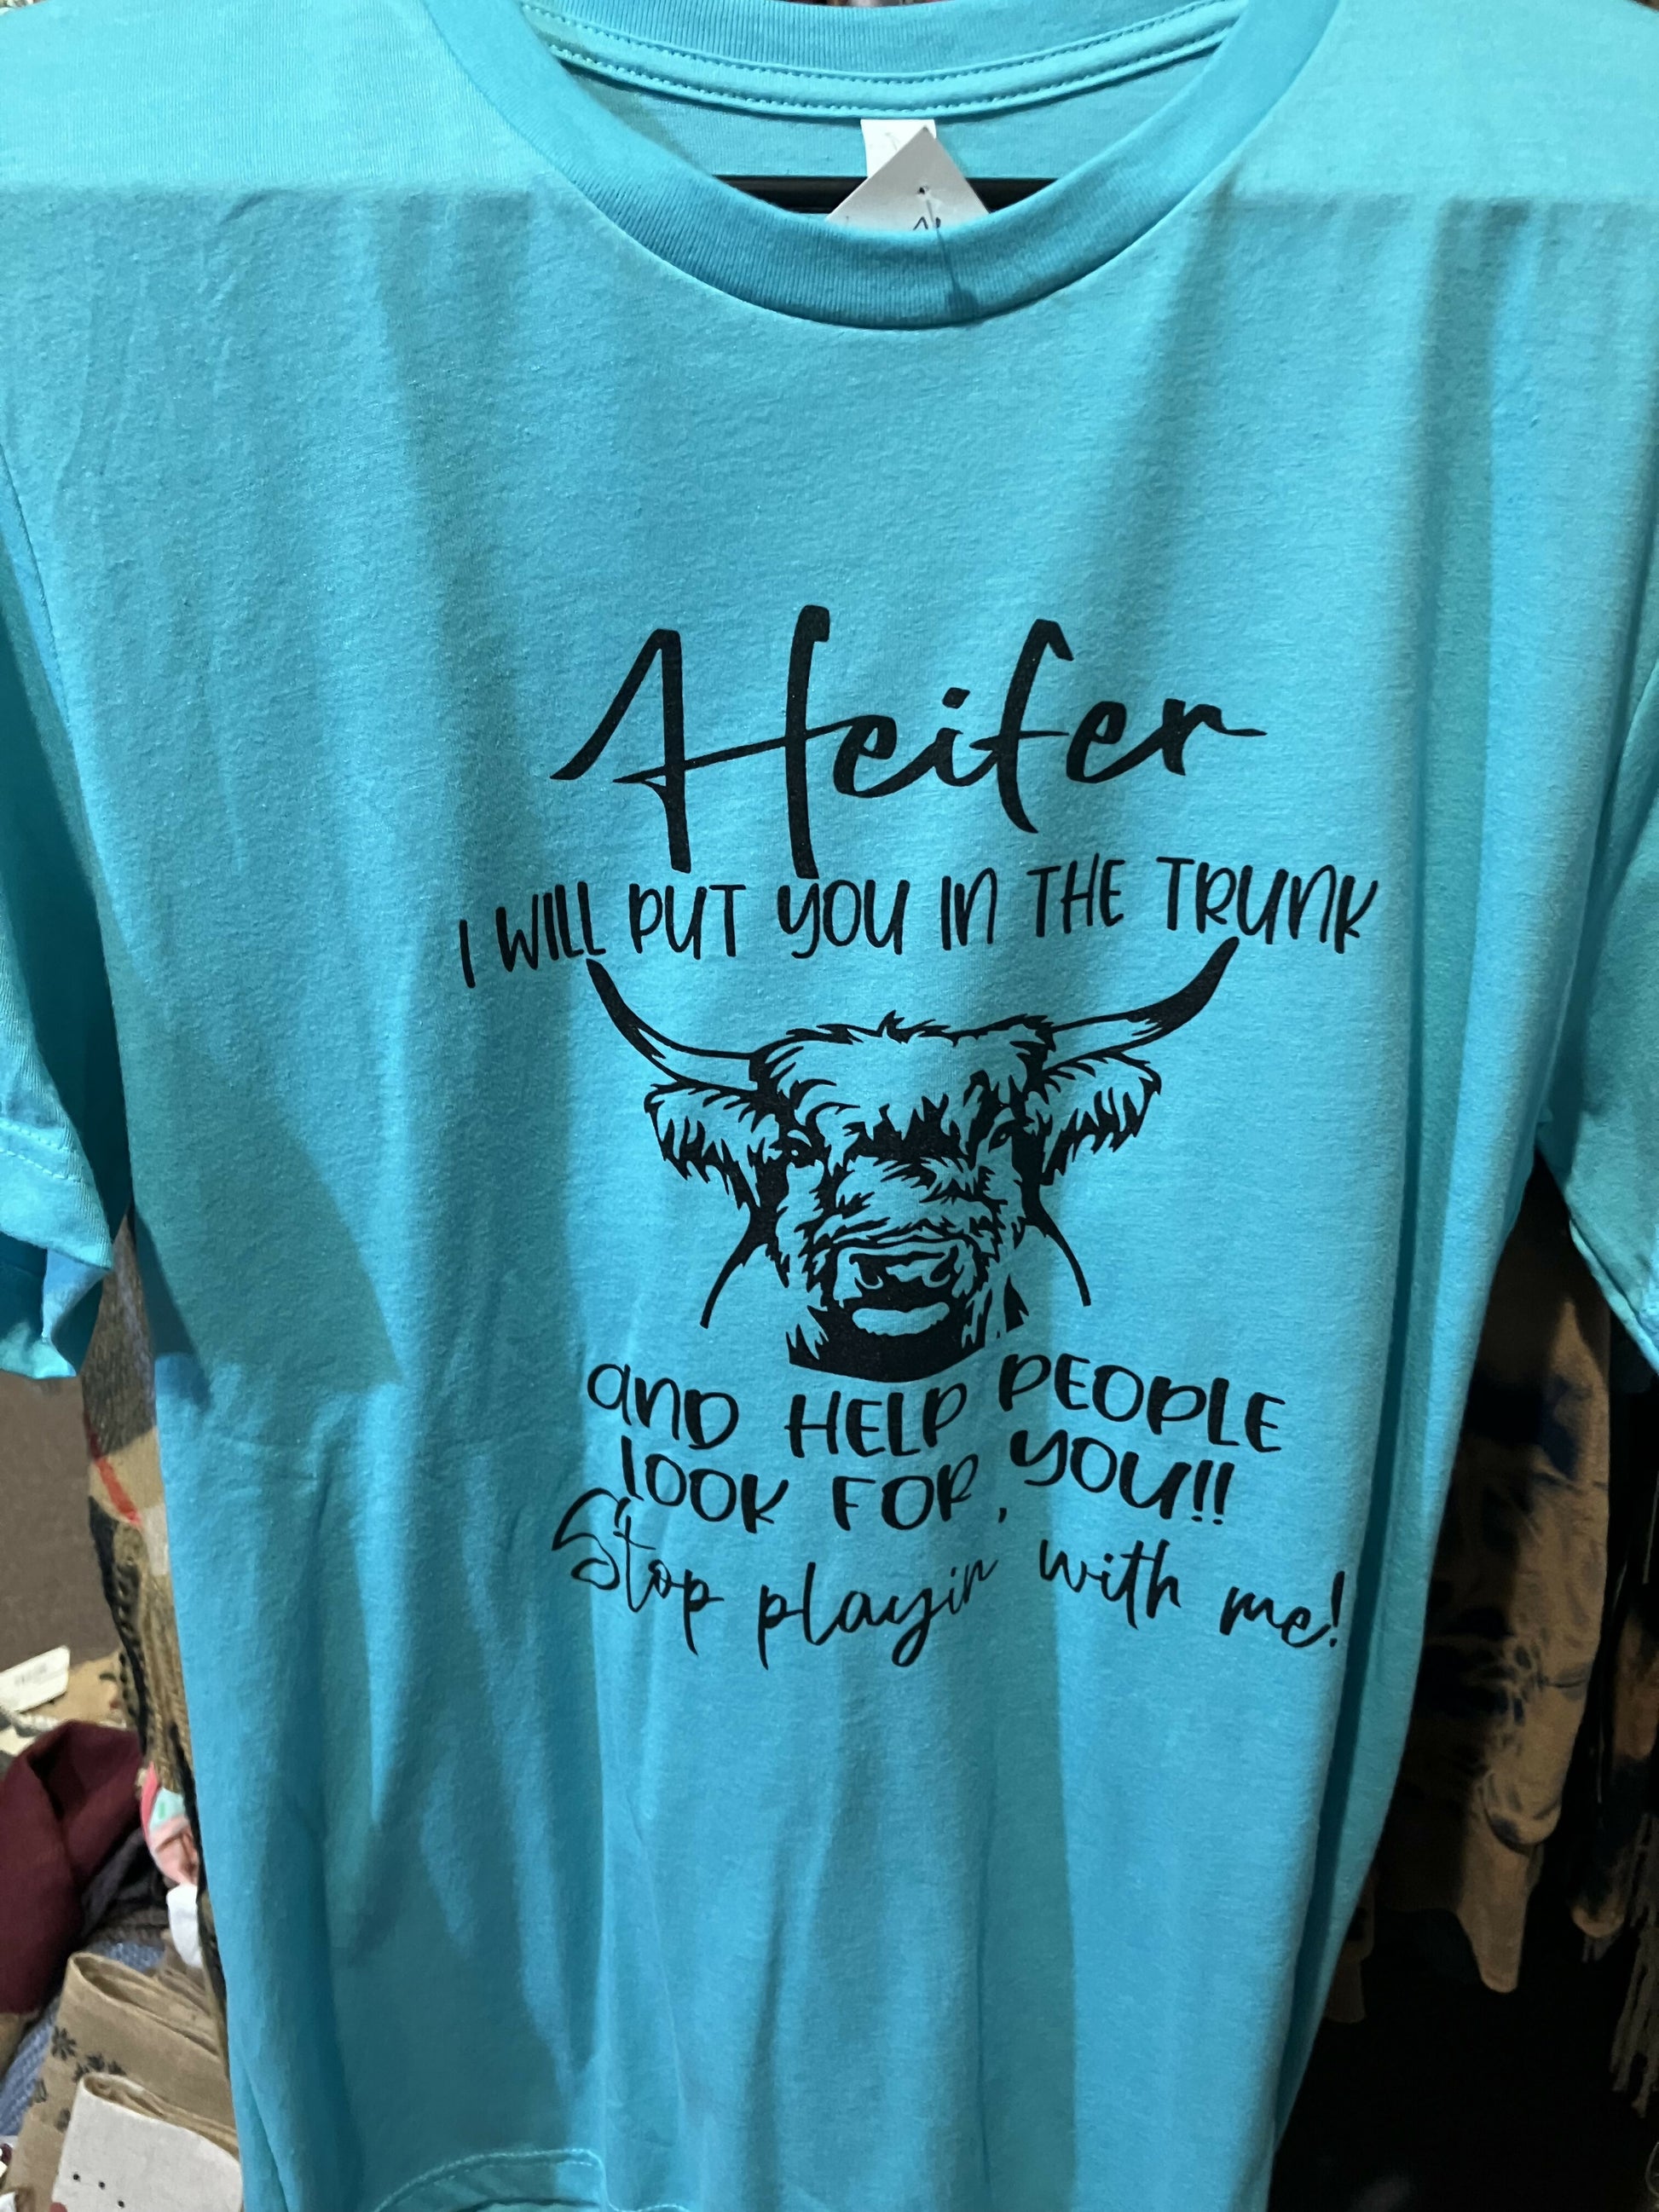 Heifer
I WILL PUT YOU IN THE TRUNK
AND HELP PEOPLE
LOOK FOR YOU!!
Stop playin' with me!